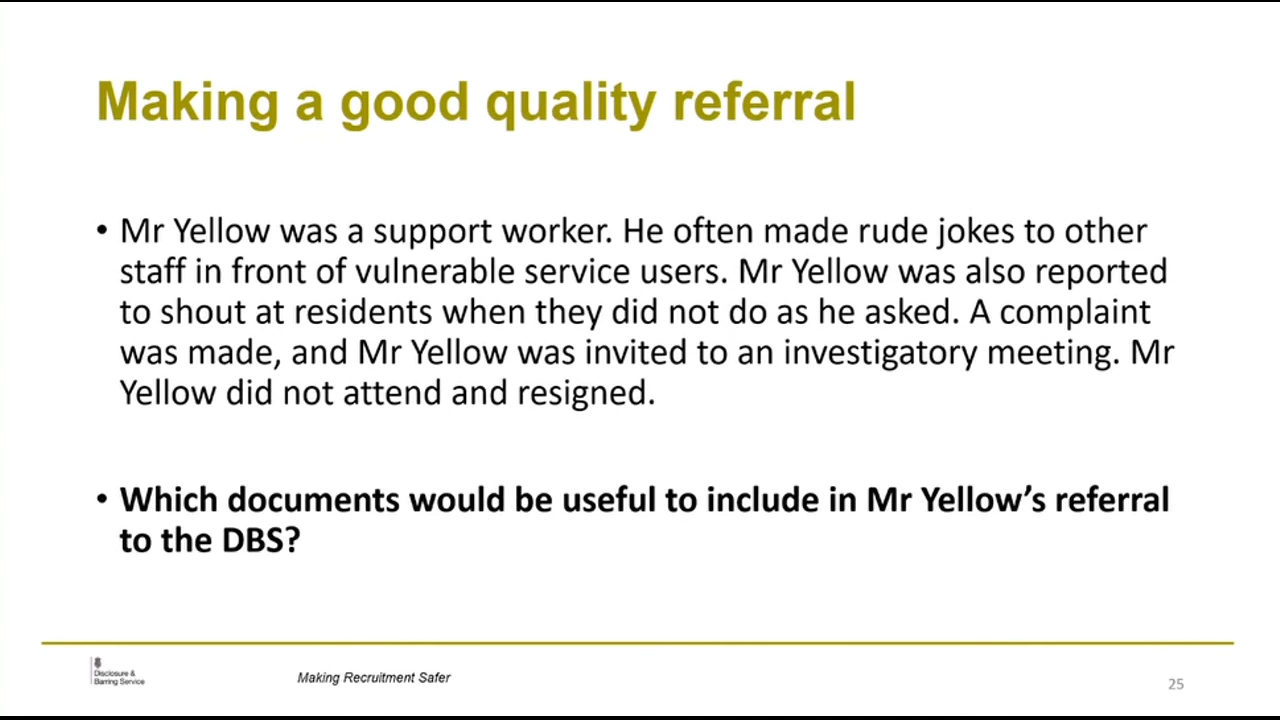 Making a good quality referral
• Mr Yellow was a support worker. He often made rude jokes to other
staff in front of vulnerable service users. Mr Yellow was also reported
to shout at residents when they did not do as he asked. A complaint
was made, and Mr Yellow was invited to an investigatory meeting. Mr
Yellow did not attend and resigned.
• Which documents would be useful to include in Mr Yellow’s referral
to the DBS?
Disclosure &
Barring Service
Making Recruitment Safer
25